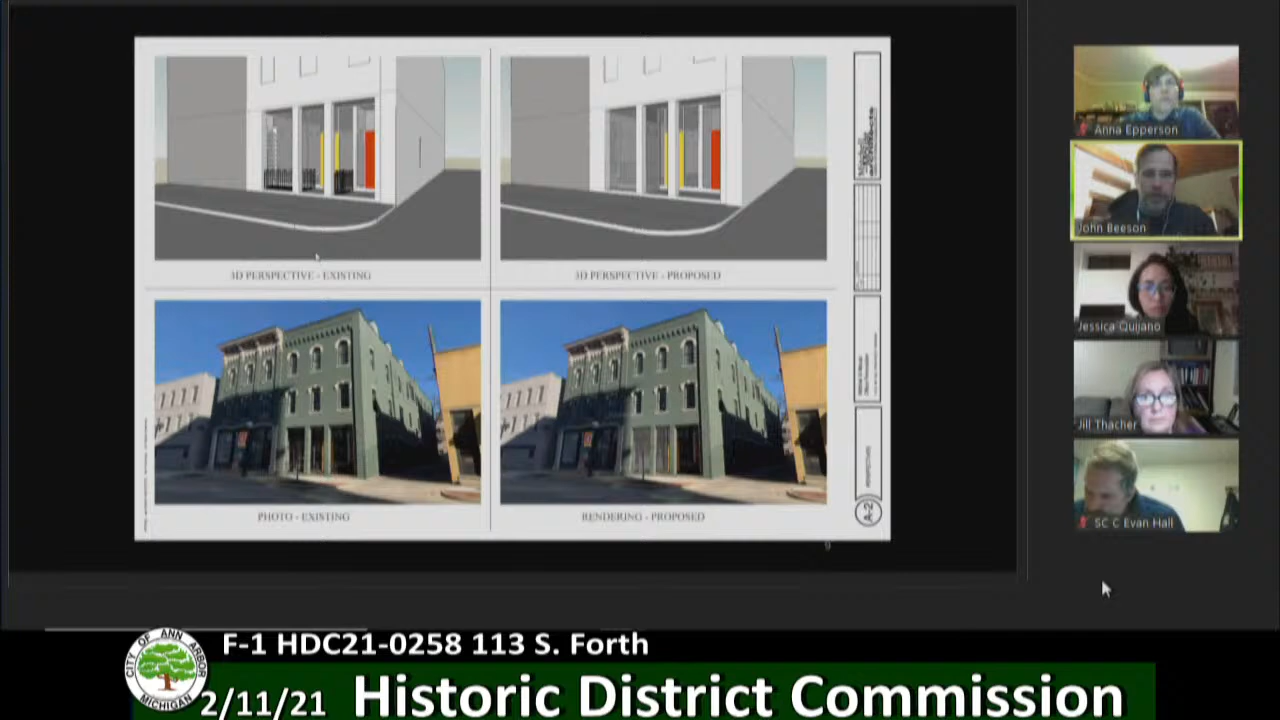 3D PERSPECTIVE - EXISTING
3D PERSPECTIVE - PROPOSED
PHOTO - EXISTING
RENDERING - PROPOSED
A-2
9
Anna Epperson
John Beeson
Jessica Quijano
Jill Thacher
SC C Evan Hall
CITY OF ANN ARBOR
MICHIGAN
F-1 HDC21-0258 113 S. Forth
2/11/21 Historic District Commission